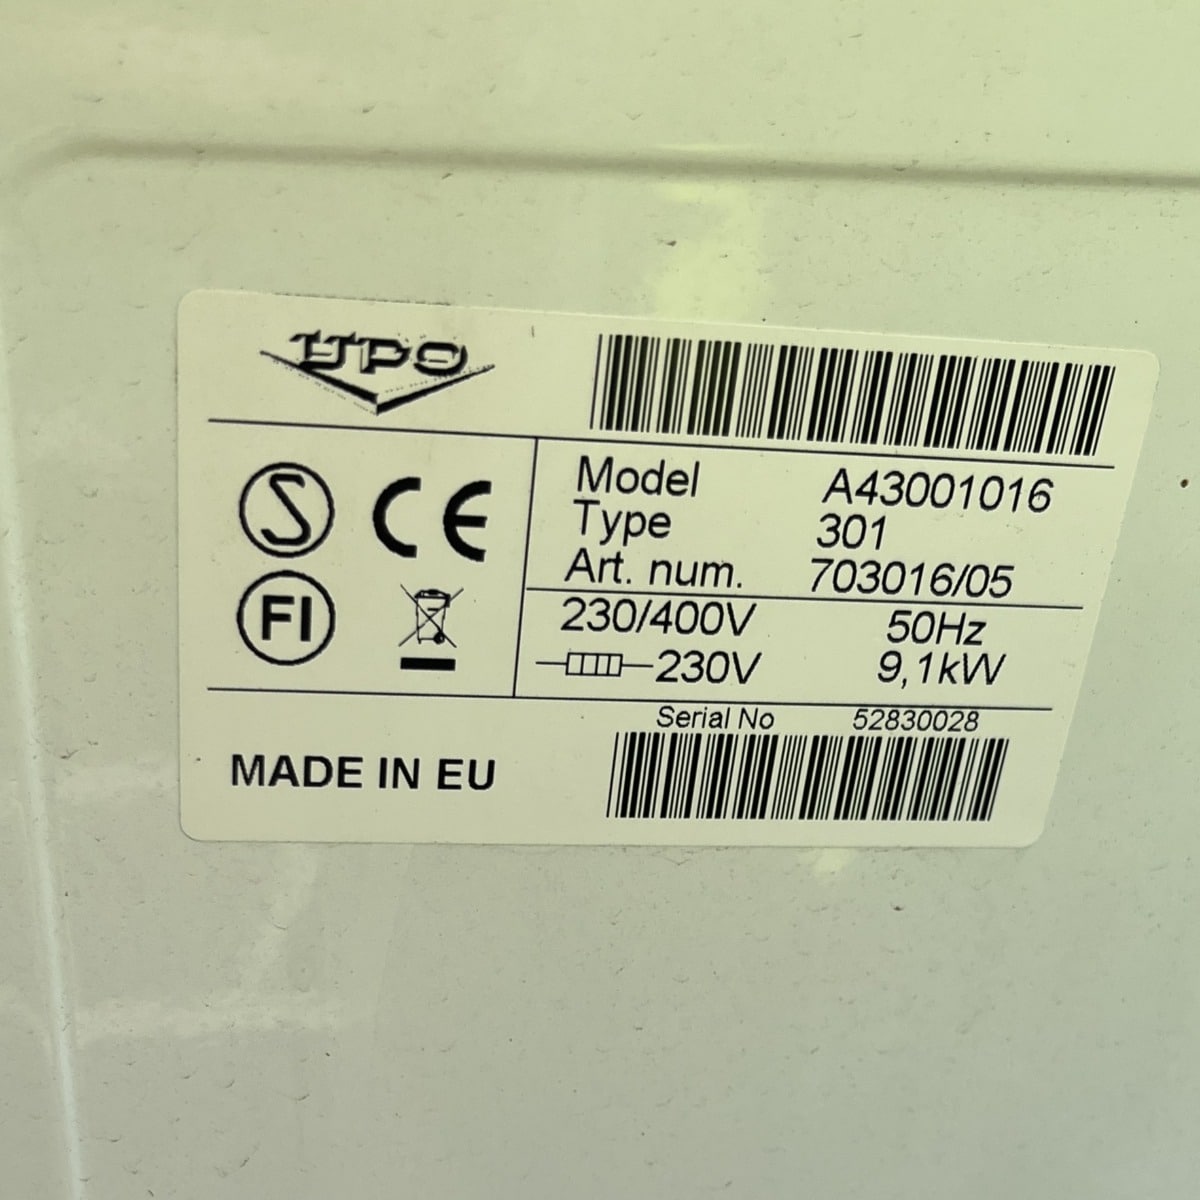 UPO
Model A43001016
Type 301
Art. num. 703016/05
230/400V 50Hz
230V 9,1kW
Serial No 52830028
S CE
FI
MADE IN EU